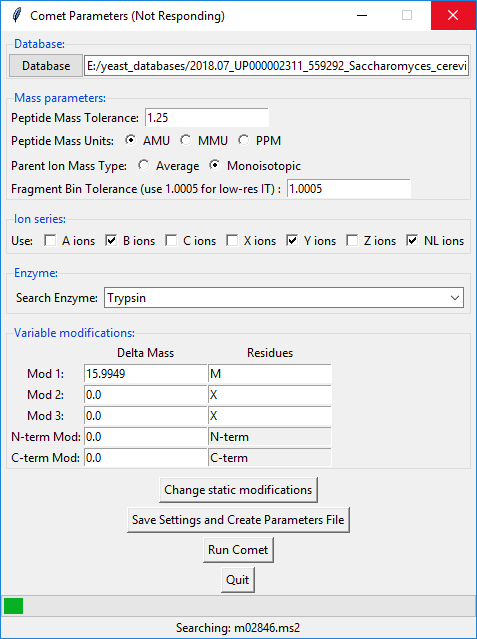 Comet Parameters (Not Responding)
Database:
Database E:/yeast_databases/2018.07_UP000002311_559292_Saccharomyces_cerevi
Mass parameters:
Peptide Mass Tolerance: 1.25
Peptide Mass Units: AMU MMU PPM
Parent Ion Mass Type: Average Monoisotopic
Fragment Bin Tolerance (use 1.0005 for low-res IT) : 1.0005
Ion series:
Use: A ions B ions C ions X ions Y ions Z ions NL ions
Enzyme:
Search Enzyme: Trypsin
Variable modifications:
Delta Mass Residues
Mod 1: 15.9949 M
Mod 2: 0.0 X
Mod 3: 0.0 X
N-term Mod: 0.0 N-term
C-term Mod: 0.0 C-term
Change static modifications
Save Settings and Create Parameters File
Run Comet
Quit
Searching: m02846.ms2